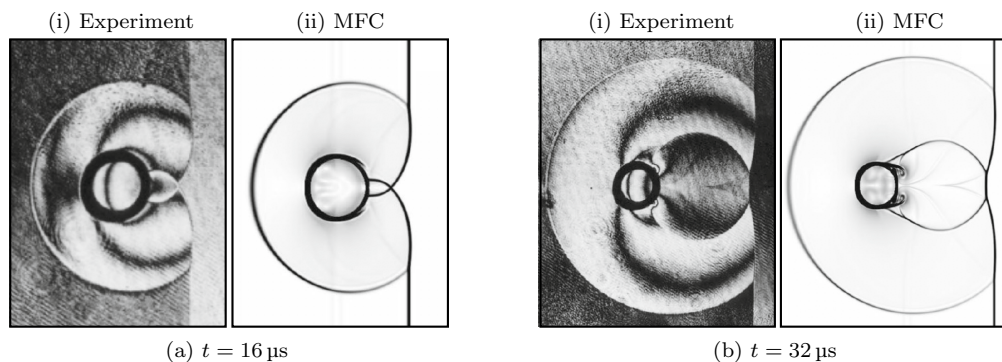 (i) Experiment (ii) MFC (i) Experiment (ii) MFC
(a) t = 16 µs (b) t = 32 µs